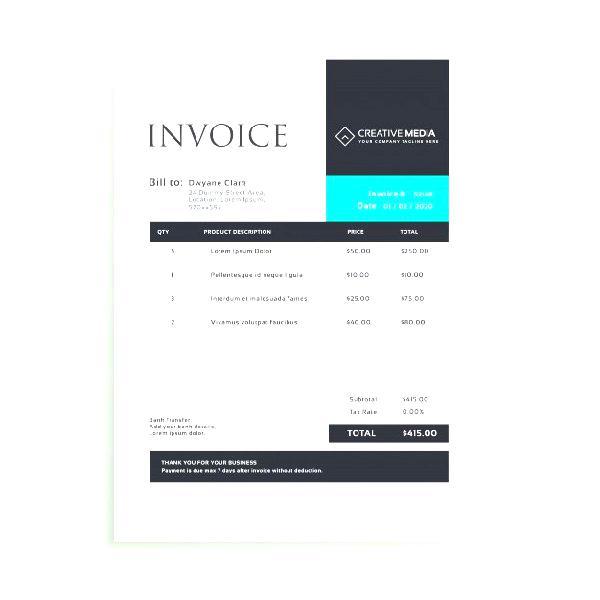 INVOICE
CREATIVE MEDIA
YOUR COMPANY TAGLINE HERE
Bill to: Dwyane Clark
24 Dummy Street Area,
Location, Lorem Ipsum,
Invoice#
Date 01 / 02 / 2020
QTY PRODUCT DESCRIPTION PRICE TOTAL
5 Lorem Ipsum Dolor $50.00 $250.00
1 Pellentesque id neque ligula $10.00 $10.00
3 Interdum et malesuada fames $25.00 $75.00
2 Vivamus volutpat faucibus $40.00 $80.00
Subtotal $415.00
Tax Rate 0.00%
Bank Transfer
Add your bank details,
Lorem ipsum dolor.
TOTAL $415.00
THANK YOU FOR YOUR BUSINESS
Payment is due max 7 days after invoice without deduction.